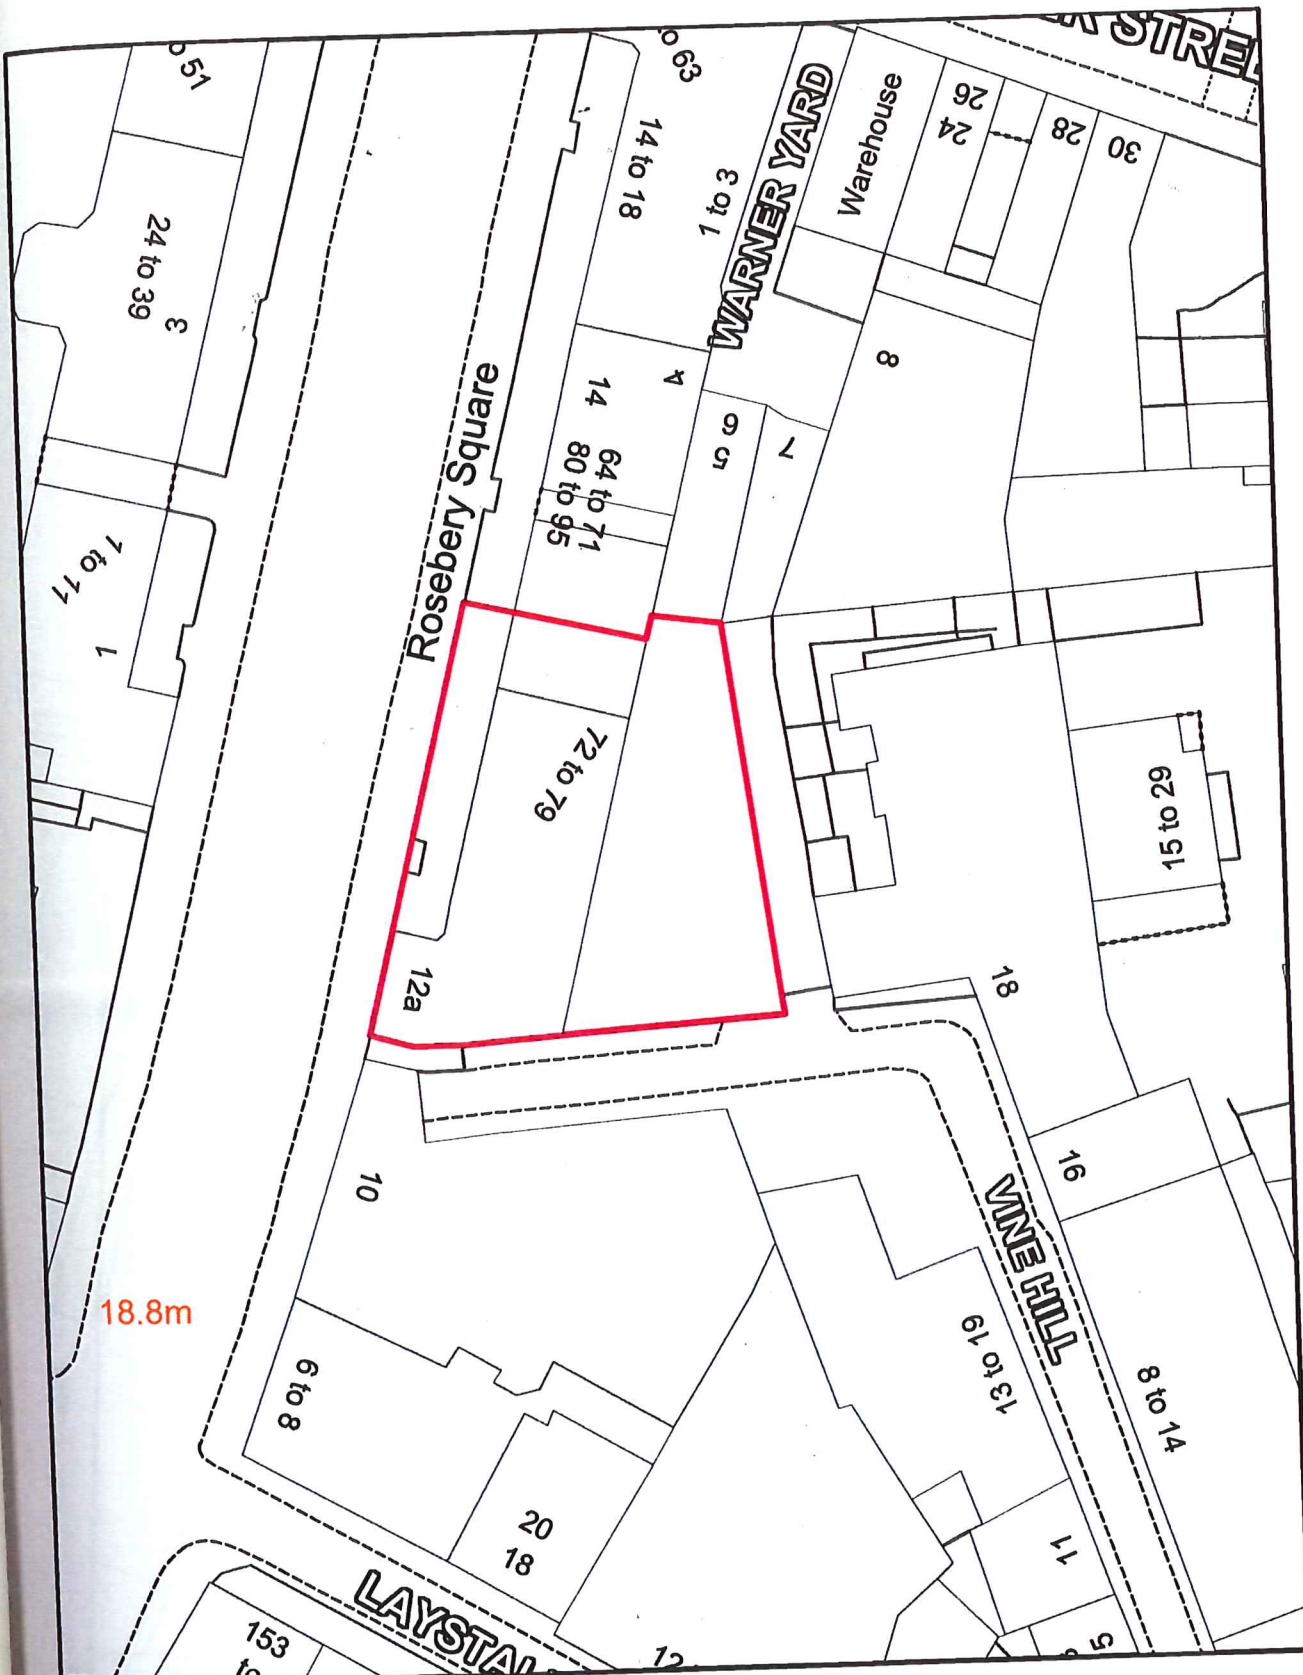 51
63
14 to 18
1 to 3
WARNER YARD
Warehouse
26
24
28
30
24 to 39
3
8
Rosebery Square
14
4
64 to 71
80 to 95
6
5
7
1 to 11
1
72 to 79
15 to 29
12a
18
10
16
VINE HILL
18.8m
13 to 19
8 to 14
6 to 8
20
18
11
5
LAYSTAL
153
to
12